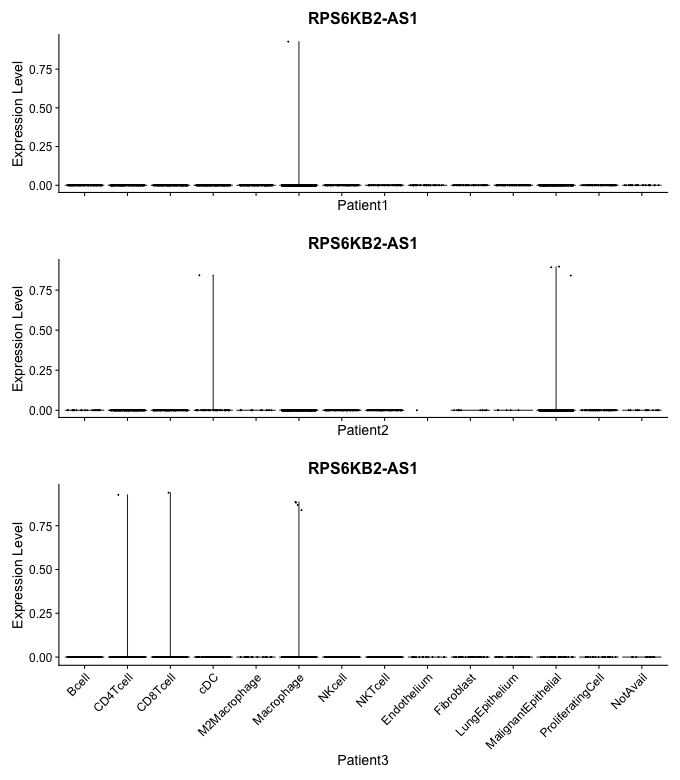 RPS6KB2-AS1
Expression Level
0.75
0.50
0.25
0.00
Patient1
RPS6KB2-AS1
Expression Level
0.75
0.50
0.25
0.00
Patient2
RPS6KB2-AS1
Expression Level
0.75
0.50
0.25
0.00
Bcell
CD4Tcell
CD8Tcell
cDC
M2Macrophage
Macrophage
NKcell
NKTcell
Endothelium
Fibroblast
LungEpithelium
MalignantEpithelial
ProliferatingCell
NotAvail
Patient3